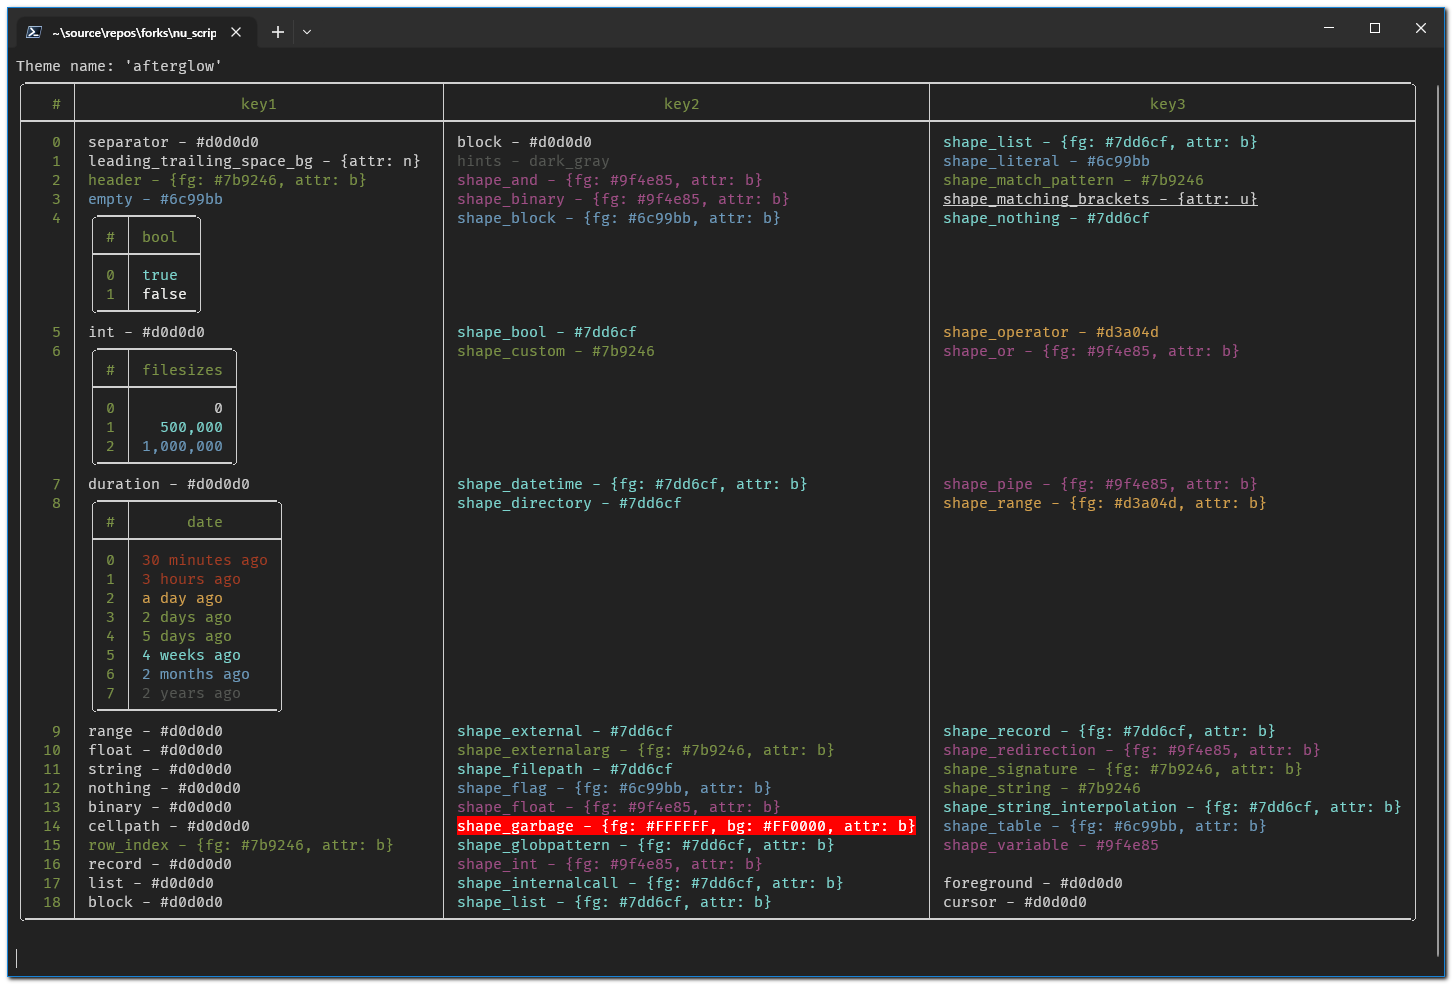 ~\source\repos\forks\nu_scrip
Theme name: 'afterglow'
# key1 key2 key3
0 separator - #d0d0d0 block - #d0d0d0 shape_list - {fg: #7dd6cf, attr: b}
1 leading_trailing_space_bg - {attr: n} hints - dark_gray shape_literal - #6c99bb
2 header - {fg: #7b9246, attr: b} shape_and - {fg: #9f4e85, attr: b} shape_match_pattern - #7b9246
3 empty - #6c99bb shape_binary - {fg: #9f4e85, attr: b} shape_matching_brackets - {attr: u}
4 shape_block - {fg: #6c99bb, attr: b} shape_nothing - #7dd6cf
# bool
0 true
1 false
5 int - #d0d0d0 shape_bool - #7dd6cf shape_operator - #d3a04d
6 shape_custom - #7b9246 shape_or - {fg: #9f4e85, attr: b}
# filesizes
0 0
1 500,000
2 1,000,000
7 duration - #d0d0d0 shape_datetime - {fg: #7dd6cf, attr: b} shape_pipe - {fg: #9f4e85, attr: b}
8 shape_directory - #7dd6cf shape_range - {fg: #d3a04d, attr: b}
# date
0 30 minutes ago
1 3 hours ago
2 a day ago
3 2 days ago
4 5 days ago
5 4 weeks ago
6 2 months ago
7 2 years ago
9 range - #d0d0d0 shape_external - #7dd6cf shape_record - {fg: #7dd6cf, attr: b}
10 float - #d0d0d0 shape_externalarg - {fg: #7b9246, attr: b} shape_redirection - {fg: #9f4e85, attr: b}
11 string - #d0d0d0 shape_filepath - #7dd6cf shape_signature - {fg: #7b9246, attr: b}
12 nothing - #d0d0d0 shape_flag - {fg: #6c99bb, attr: b} shape_string - #7b9246
13 binary - #d0d0d0 shape_float - {fg: #9f4e85, attr: b} shape_string_interpolation - {fg: #7dd6cf, attr: b}
14 cellpath - #d0d0d0 shape_garbage - {fg: #FFFFFF, bg: #FF0000, attr: b} shape_table - {fg: #6c99bb, attr: b}
15 row_index - {fg: #7b9246, attr: b} shape_globpattern - {fg: #7dd6cf, attr: b} shape_variable - #9f4e85
16 record - #d0d0d0 shape_int - {fg: #9f4e85, attr: b}
17 list - #d0d0d0 shape_internalcall - {fg: #7dd6cf, attr: b} foreground - #d0d0d0
18 block - #d0d0d0 shape_list - {fg: #7dd6cf, attr: b} cursor - #d0d0d0